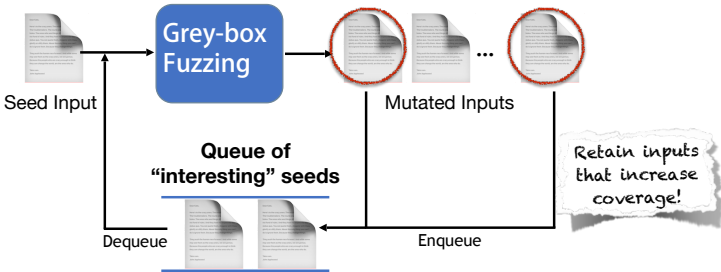 Grey-box
Fuzzing
...
Seed Input
Mutated Inputs
Queue of
“interesting” seeds
Retain inputs
that increase
coverage!
Dequeue
Enqueue